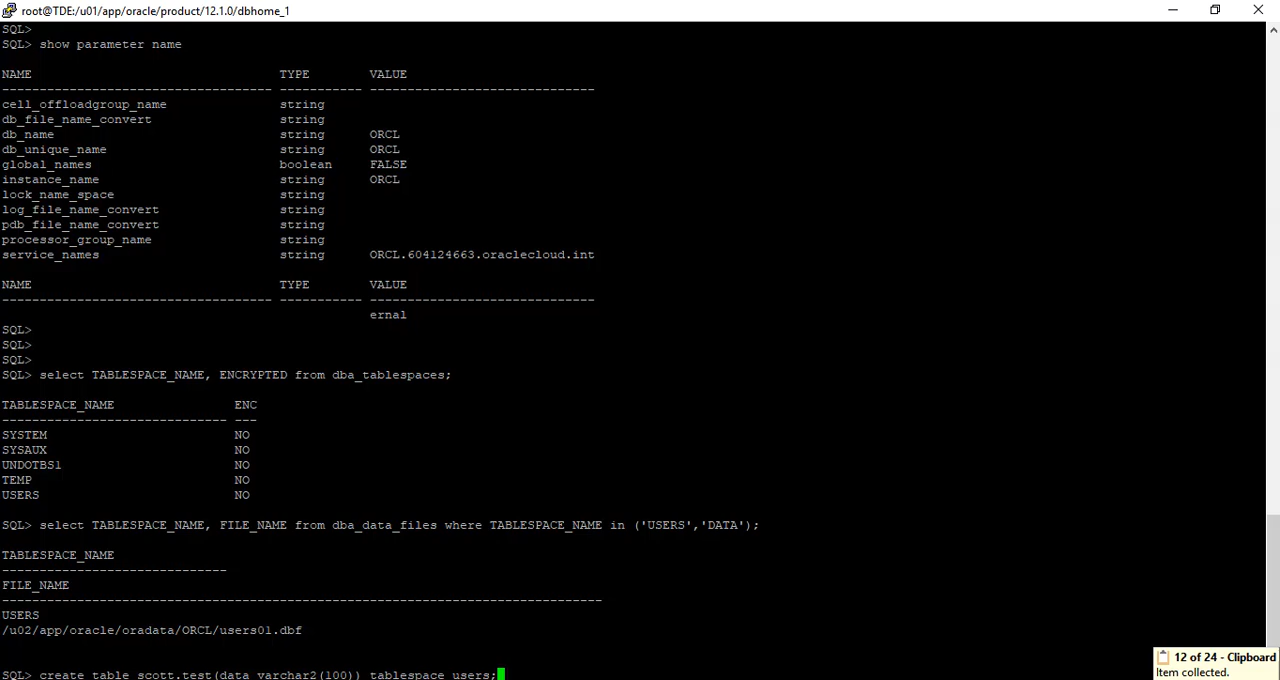 root@TDE:/u01/app/oracle/product/12.1.0/dbhome_1
SQL>
SQL> show parameter name
NAME TYPE VALUE
------------------------------------ ----------- ------------------------------
cell_offloadgroup_name string
db_file_name_convert string
db_name string ORCL
db_unique_name string ORCL
global_names boolean FALSE
instance_name string ORCL
lock_name_space string
log_file_name_convert string
pdb_file_name_convert string
processor_group_name string
service_names string ORCL.604124663.oraclecloud.int
NAME TYPE VALUE
------------------------------------ ----------- ------------------------------
ernal
SQL>
SQL>
SQL>
SQL> select TABLESPACE_NAME, ENCRYPTED from dba_tablespaces;
TABLESPACE_NAME ENC
------------------------------ ---
SYSTEM NO
SYSAUX NO
UNDOTBS1 NO
TEMP NO
USERS NO
SQL> select TABLESPACE_NAME, FILE_NAME from dba_data_files where TABLESPACE_NAME in ('USERS','DATA');
TABLESPACE_NAME
------------------------------
FILE_NAME
--------------------------------------------------------------------------------
USERS
/u02/app/oracle/oradata/ORCL/users01.dbf
SQL> create table scott.test(data varchar2(100)) tablespace users;
12 of 24 - Clipboard
Item collected.